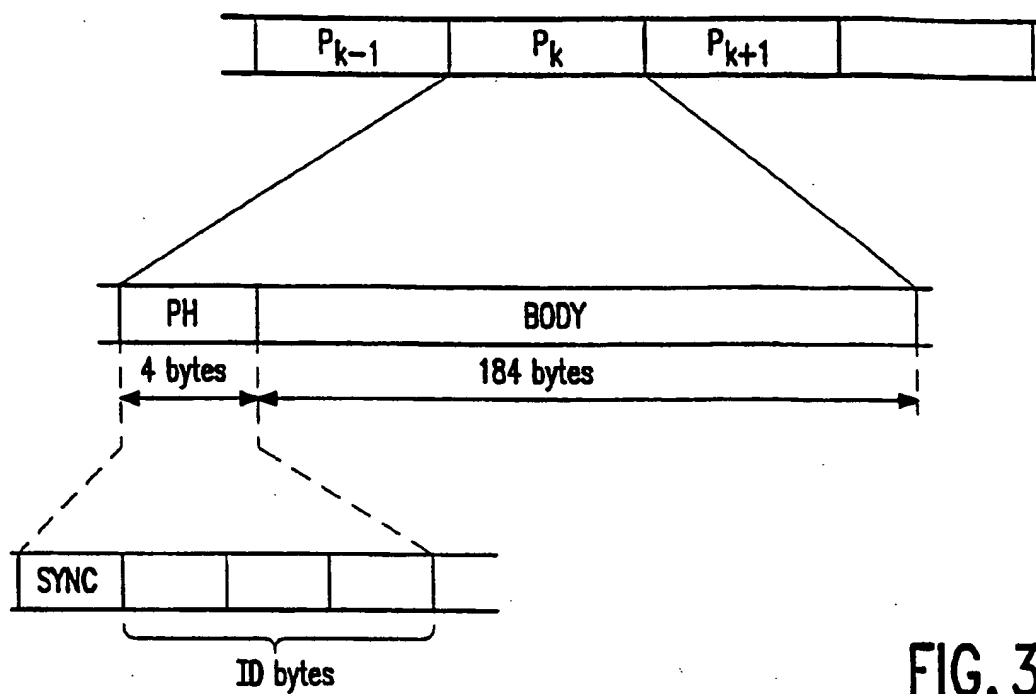 P_{k-1} P_k P_{k+1}
PH BODY
4 bytes 184 bytes
SYNC
ID bytes
FIG. 3